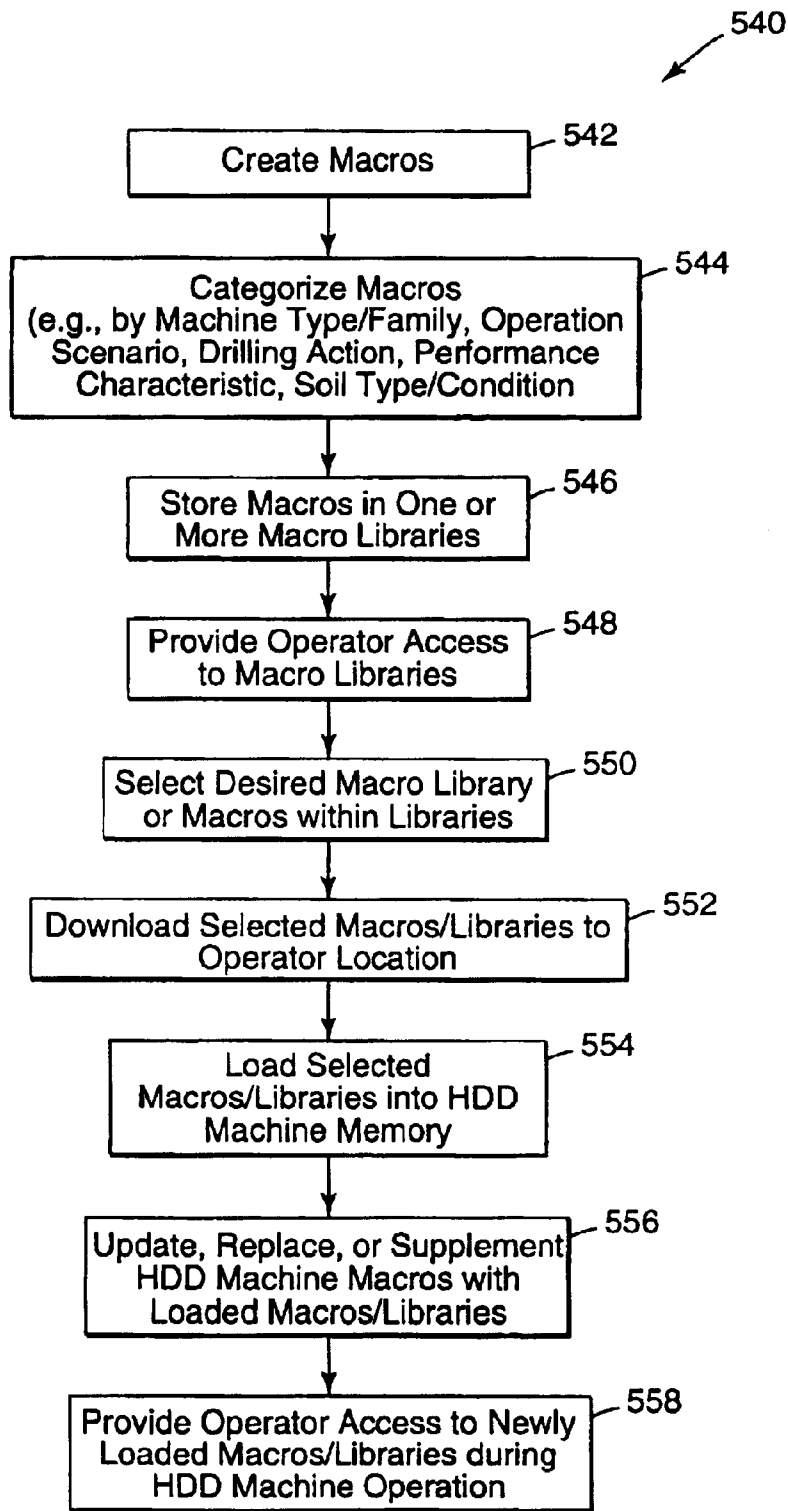 540
542
Create Macros
544
Categorize Macros
(e.g., by Machine Type/Family, Operation
Scenario, Drilling Action, Performance
Characteristic, Soil Type/Condition
546
Store Macros in One or
More Macro Libraries
548
Provide Operator Access
to Macro Libraries
550
Select Desired Macro Library
or Macros within Libraries
552
Download Selected Macros/Libraries to
Operator Location
554
Load Selected
Macros/Libraries into HDD
Machine Memory
556
Update, Replace, or Supplement
HDD Machine Macros with
Loaded Macros/Libraries
558
Provide Operator Access to Newly
Loaded Macros/Libraries during
HDD Machine Operation